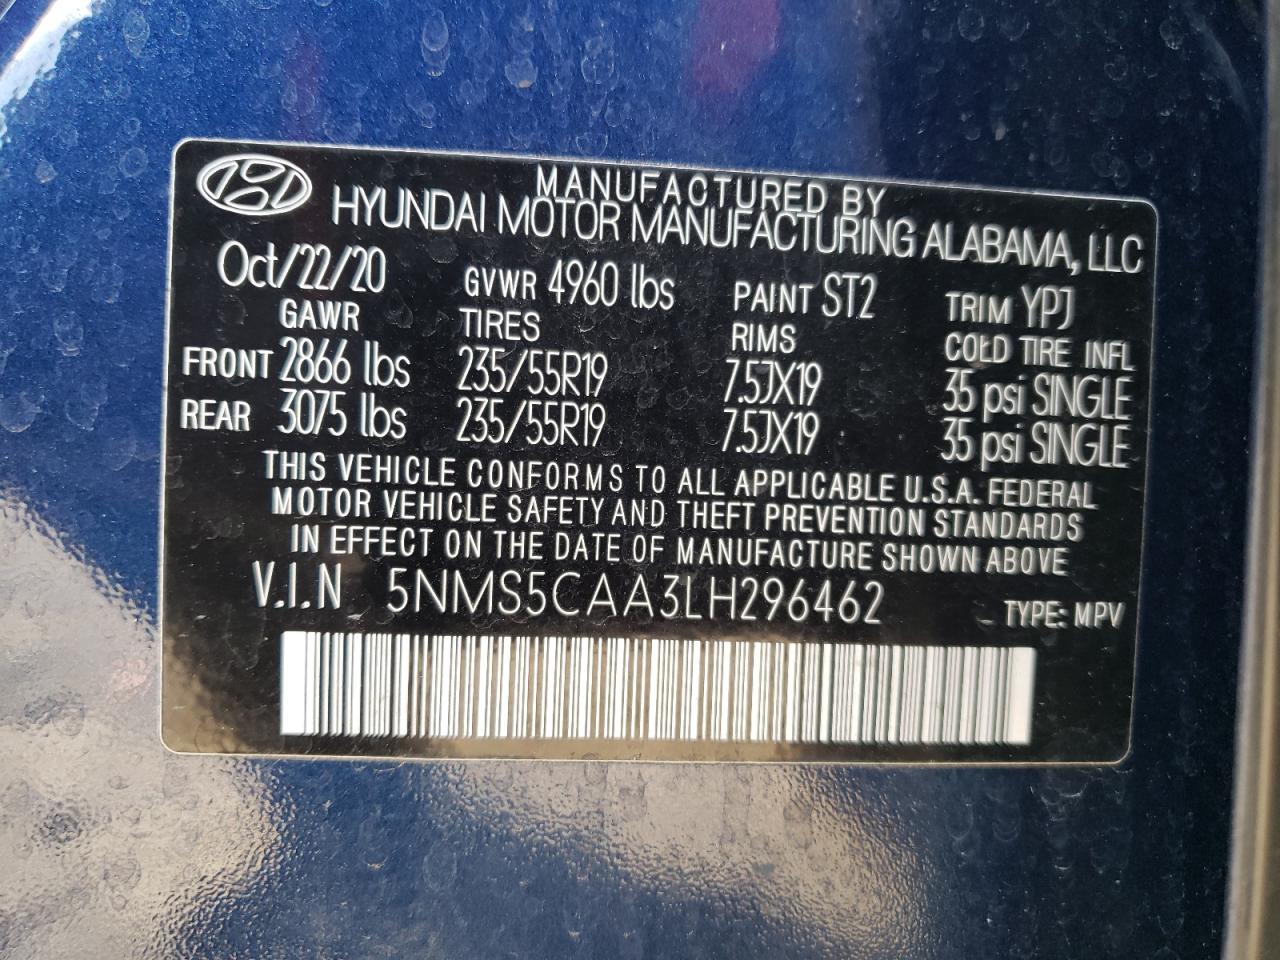 MANUFACTURED BY
HYUNDAI MOTOR MANUFACTURING ALABAMA, LLC
Oct/22/20 GVWR 4960 lbs PAINT ST2 TRIM YPJ
GAWR TIRES RIMS COLD TIRE INFL
FRONT 2866 lbs 235/55R19 7.5JX19 35 psi SINGLE
REAR 3075 lbs 235/55R19 7.5JX19 35 psi SINGLE
THIS VEHICLE CONFORMS TO ALL APPLICABLE U.S.A. FEDERAL
MOTOR VEHICLE SAFETY AND THEFT PREVENTION STANDARDS
IN EFFECT ON THE DATE OF MANUFACTURE SHOWN ABOVE
V.I.N 5NMS5CAA3LH296462 TYPE: MPV